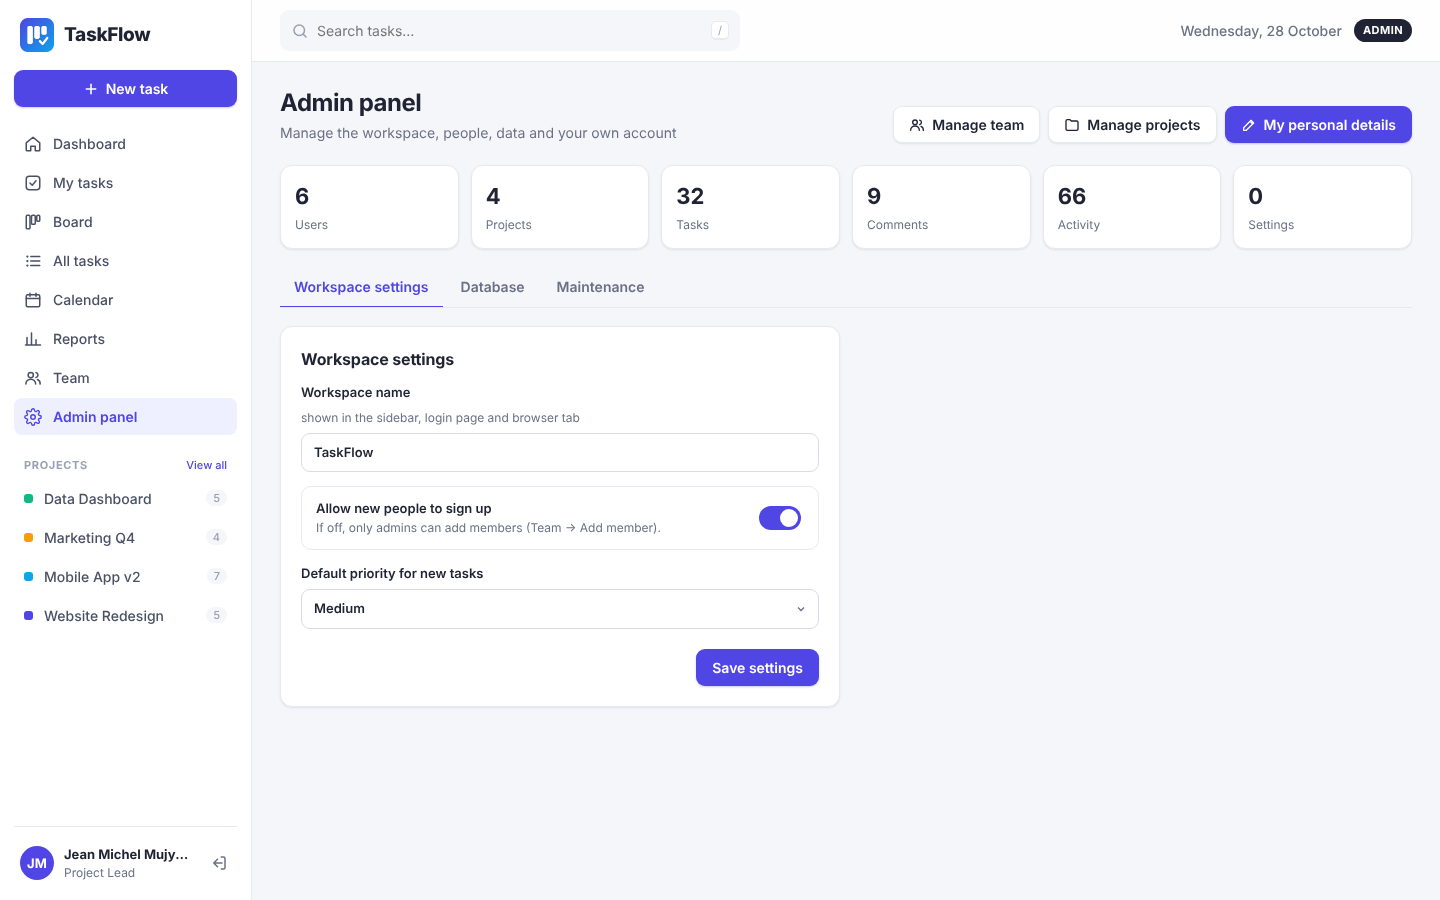 TaskFlow
New task
Dashboard
My tasks
Board
All tasks
Calendar
Reports
Team
Admin panel
PROJECTS View all
Data Dashboard 5
Marketing Q4 4
Mobile App v2 7
Website Redesign 5
JM
Jean Michel Mujy...
Project Lead
Search tasks... /
Wednesday, 28 October ADMIN
Admin panel
Manage the workspace, people, data and your own account
Manage team Manage projects My personal details
6 4 32 9 66 0
Users Projects Tasks Comments Activity Settings
Workspace settings Database Maintenance
Workspace settings
Workspace name
shown in the sidebar, login page and browser tab
TaskFlow
Allow new people to sign up
If off, only admins can add members (Team → Add member).
Default priority for new tasks
Medium
Save settings